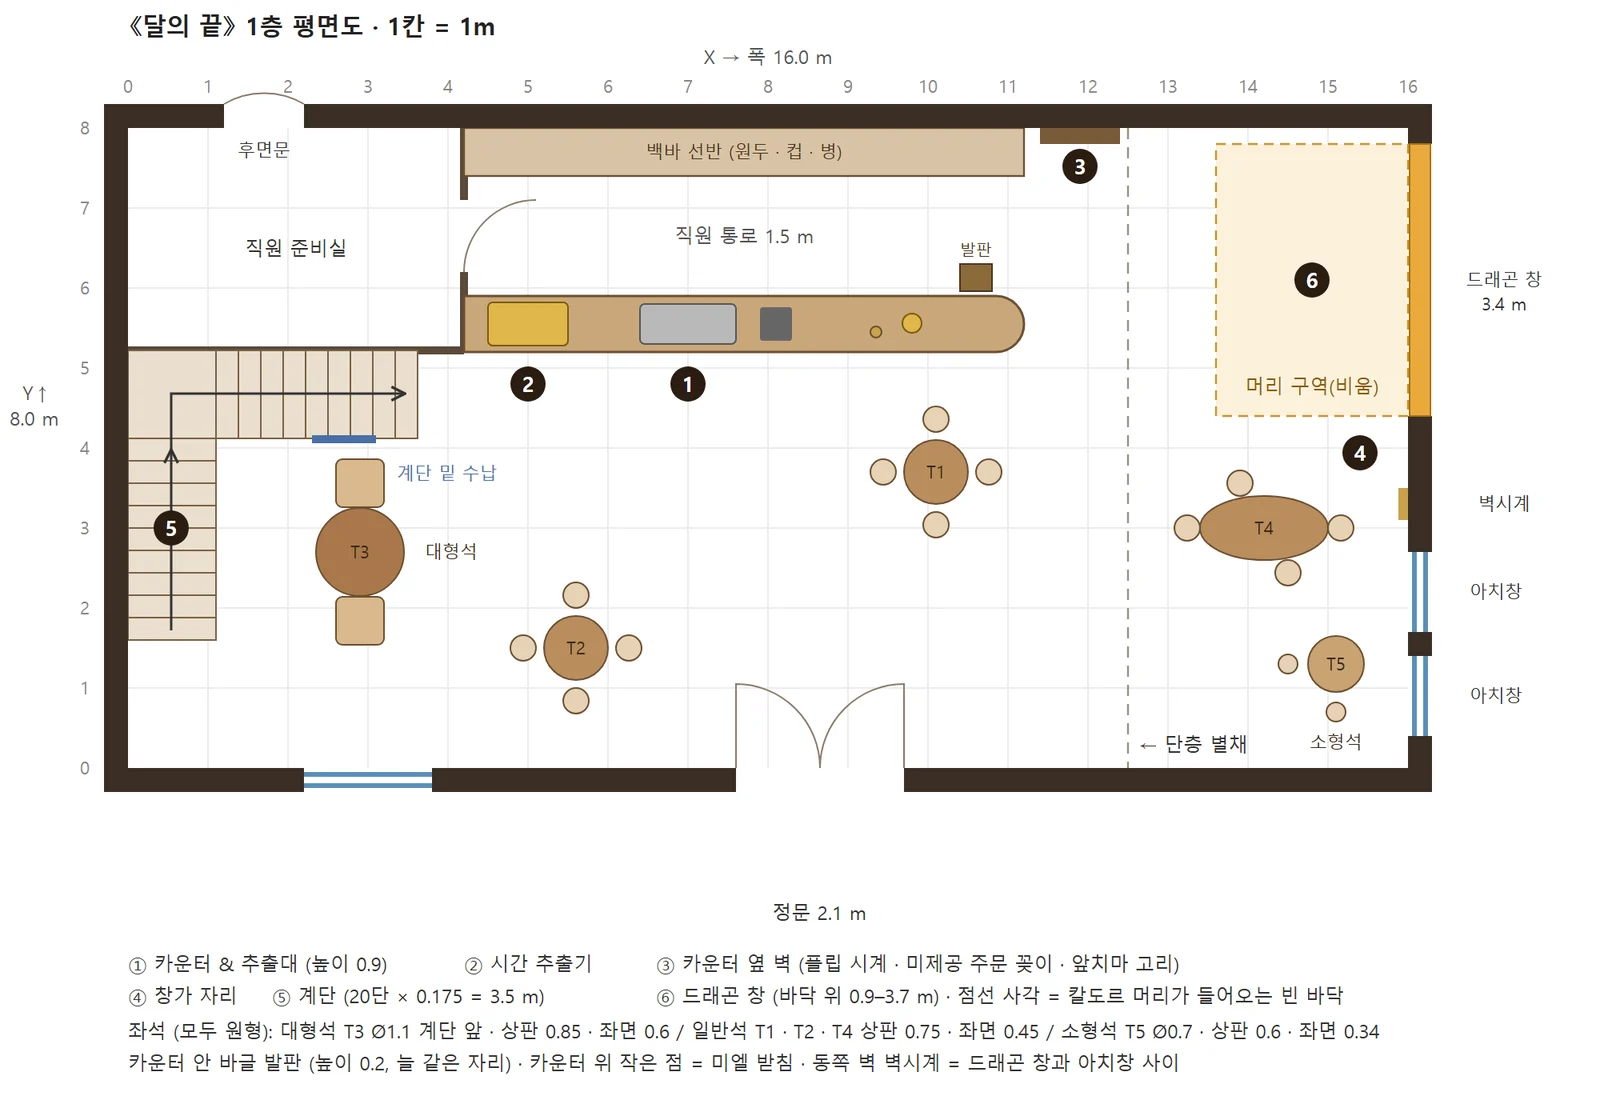 《달의 끝》 1층 평면도 · 1칸 = 1m
X → 폭 16.0 m
0 1 2 3 4 5 6 7 8 9 10 11 12 13 14 15 16
8
후면문
백바 선반 (원두 · 컵 · 병)
3
7
직원 준비실
직원 통로 1.5 m
발판
6
6
드래곤 창
3.4 m
5
2
1
머리 구역(비움)
Y ↑
8.0 m
4
계단 밑 수납
T1
4
벽시계
3
5
T3
대형석
T4
아치창
2
T2
T5
1
아치창
← 단층 별채
소형석
0
정문 2.1 m
① 카운터 & 추출대 (높이 0.9)
② 시간 추출기
③ 카운터 옆 벽 (플립 시계 · 미제공 주문 꽂이 · 앞치마 고리)
④ 창가 자리
⑤ 계단 (20단 × 0.175 = 3.5 m)
⑥ 드래곤 창 (바닥 위 0.9–3.7 m) · 점선 사각 = 칼도르 머리가 들어오는 빈 바닥
좌석 (모두 원형): 대형석 T3 Ø1.1 계단 앞 · 상판 0.85 · 좌면 0.6 / 일반석 T1 · T2 · T4 상판 0.75 · 좌면 0.45 / 소형석 T5 Ø0.7 · 상판 0.6 · 좌면 0.34
카운터 안 바글 발판 (높이 0.2, 늘 같은 자리) · 카운터 위 작은 점 = 미엘 받침 · 동쪽 벽 벽시계 = 드래곤 창과 아치창 사이